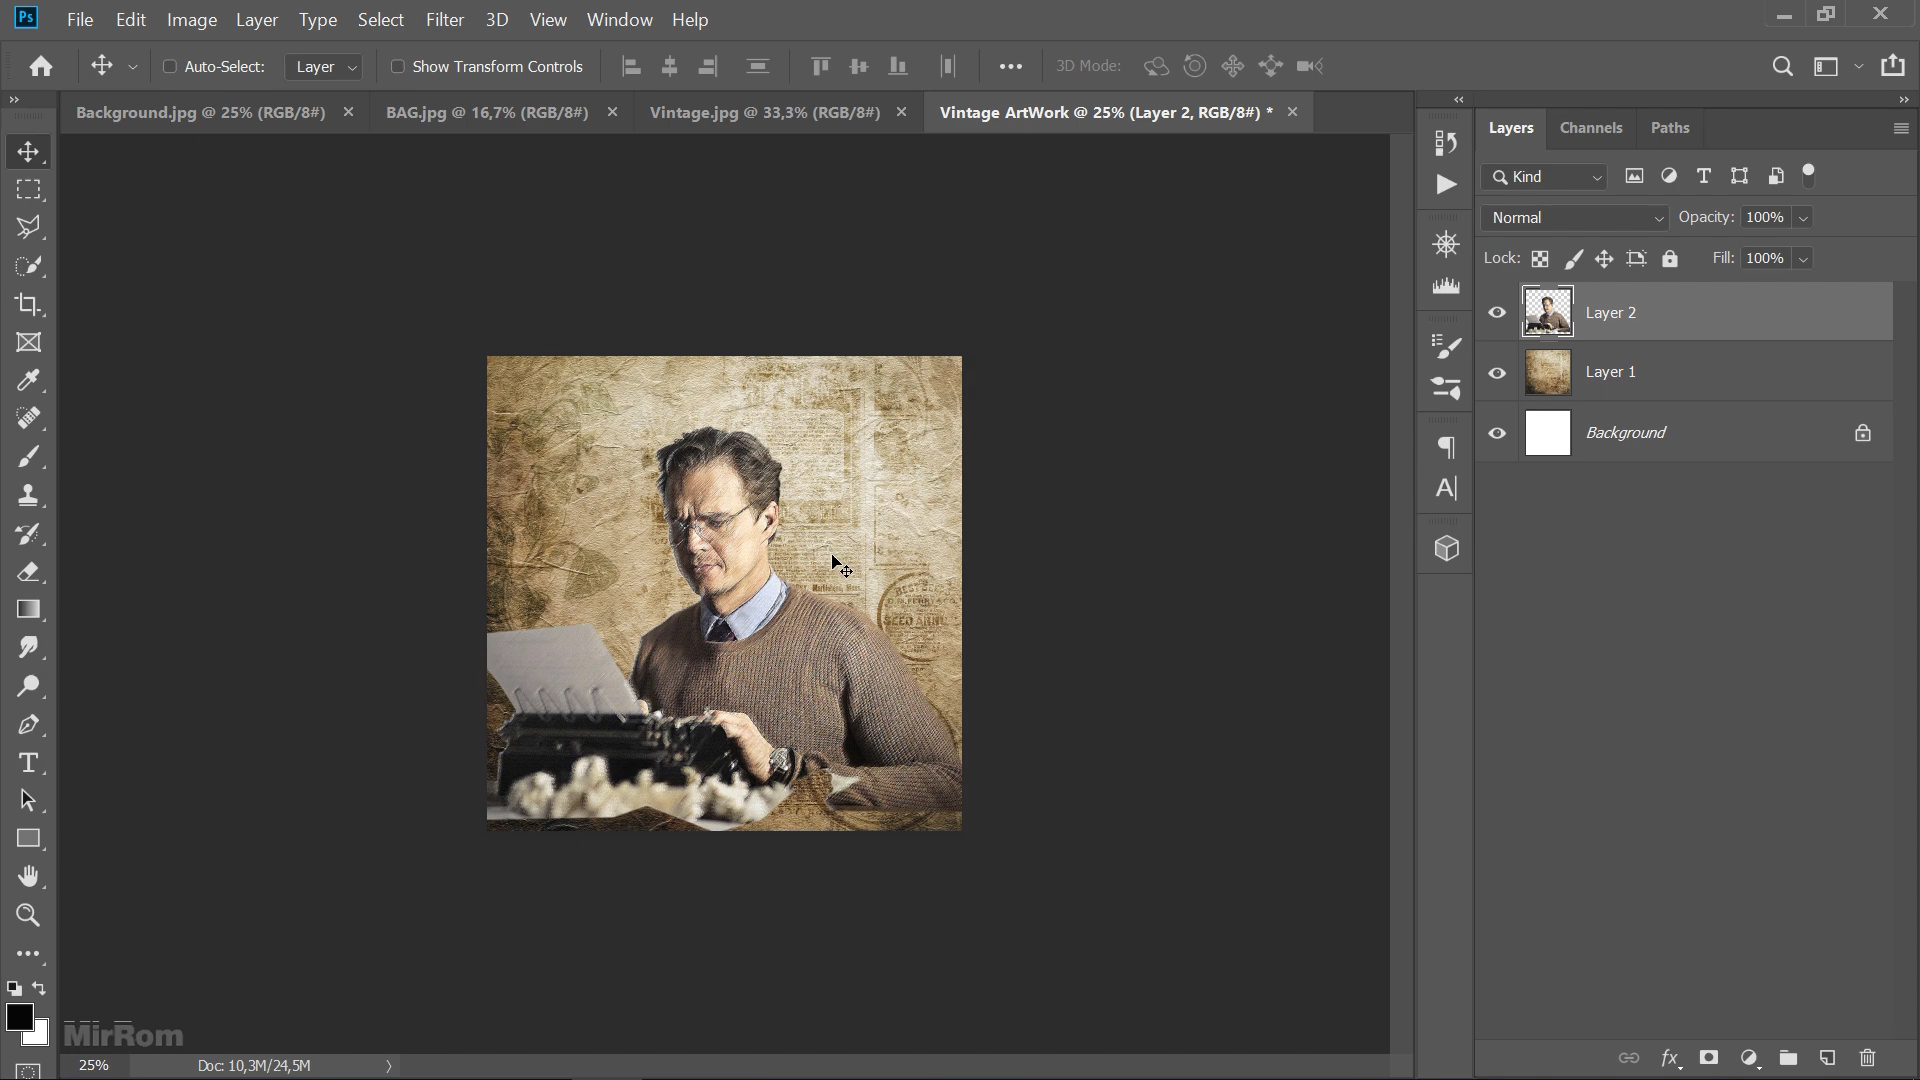 Ps File Edit Image Layer Type Select Filter 3D View Window Help
Auto-Select: Layer Show Transform Controls 3D Mode:
Background.jpg @ 25% (RGB/8#) BAG.jpg @ 16,7% (RGB/8#) Vintage.jpg @ 33,3% (RGB/8#) Vintage ArtWork @ 25% (Layer 2, RGB/8#) *
Layers Channels Paths
Kind
Normal Opacity: 100%
Lock: Fill: 100%
Layer 2
Layer 1
Background
SEED ANN
MirRom
25% Doc: 10,3M/24,5M